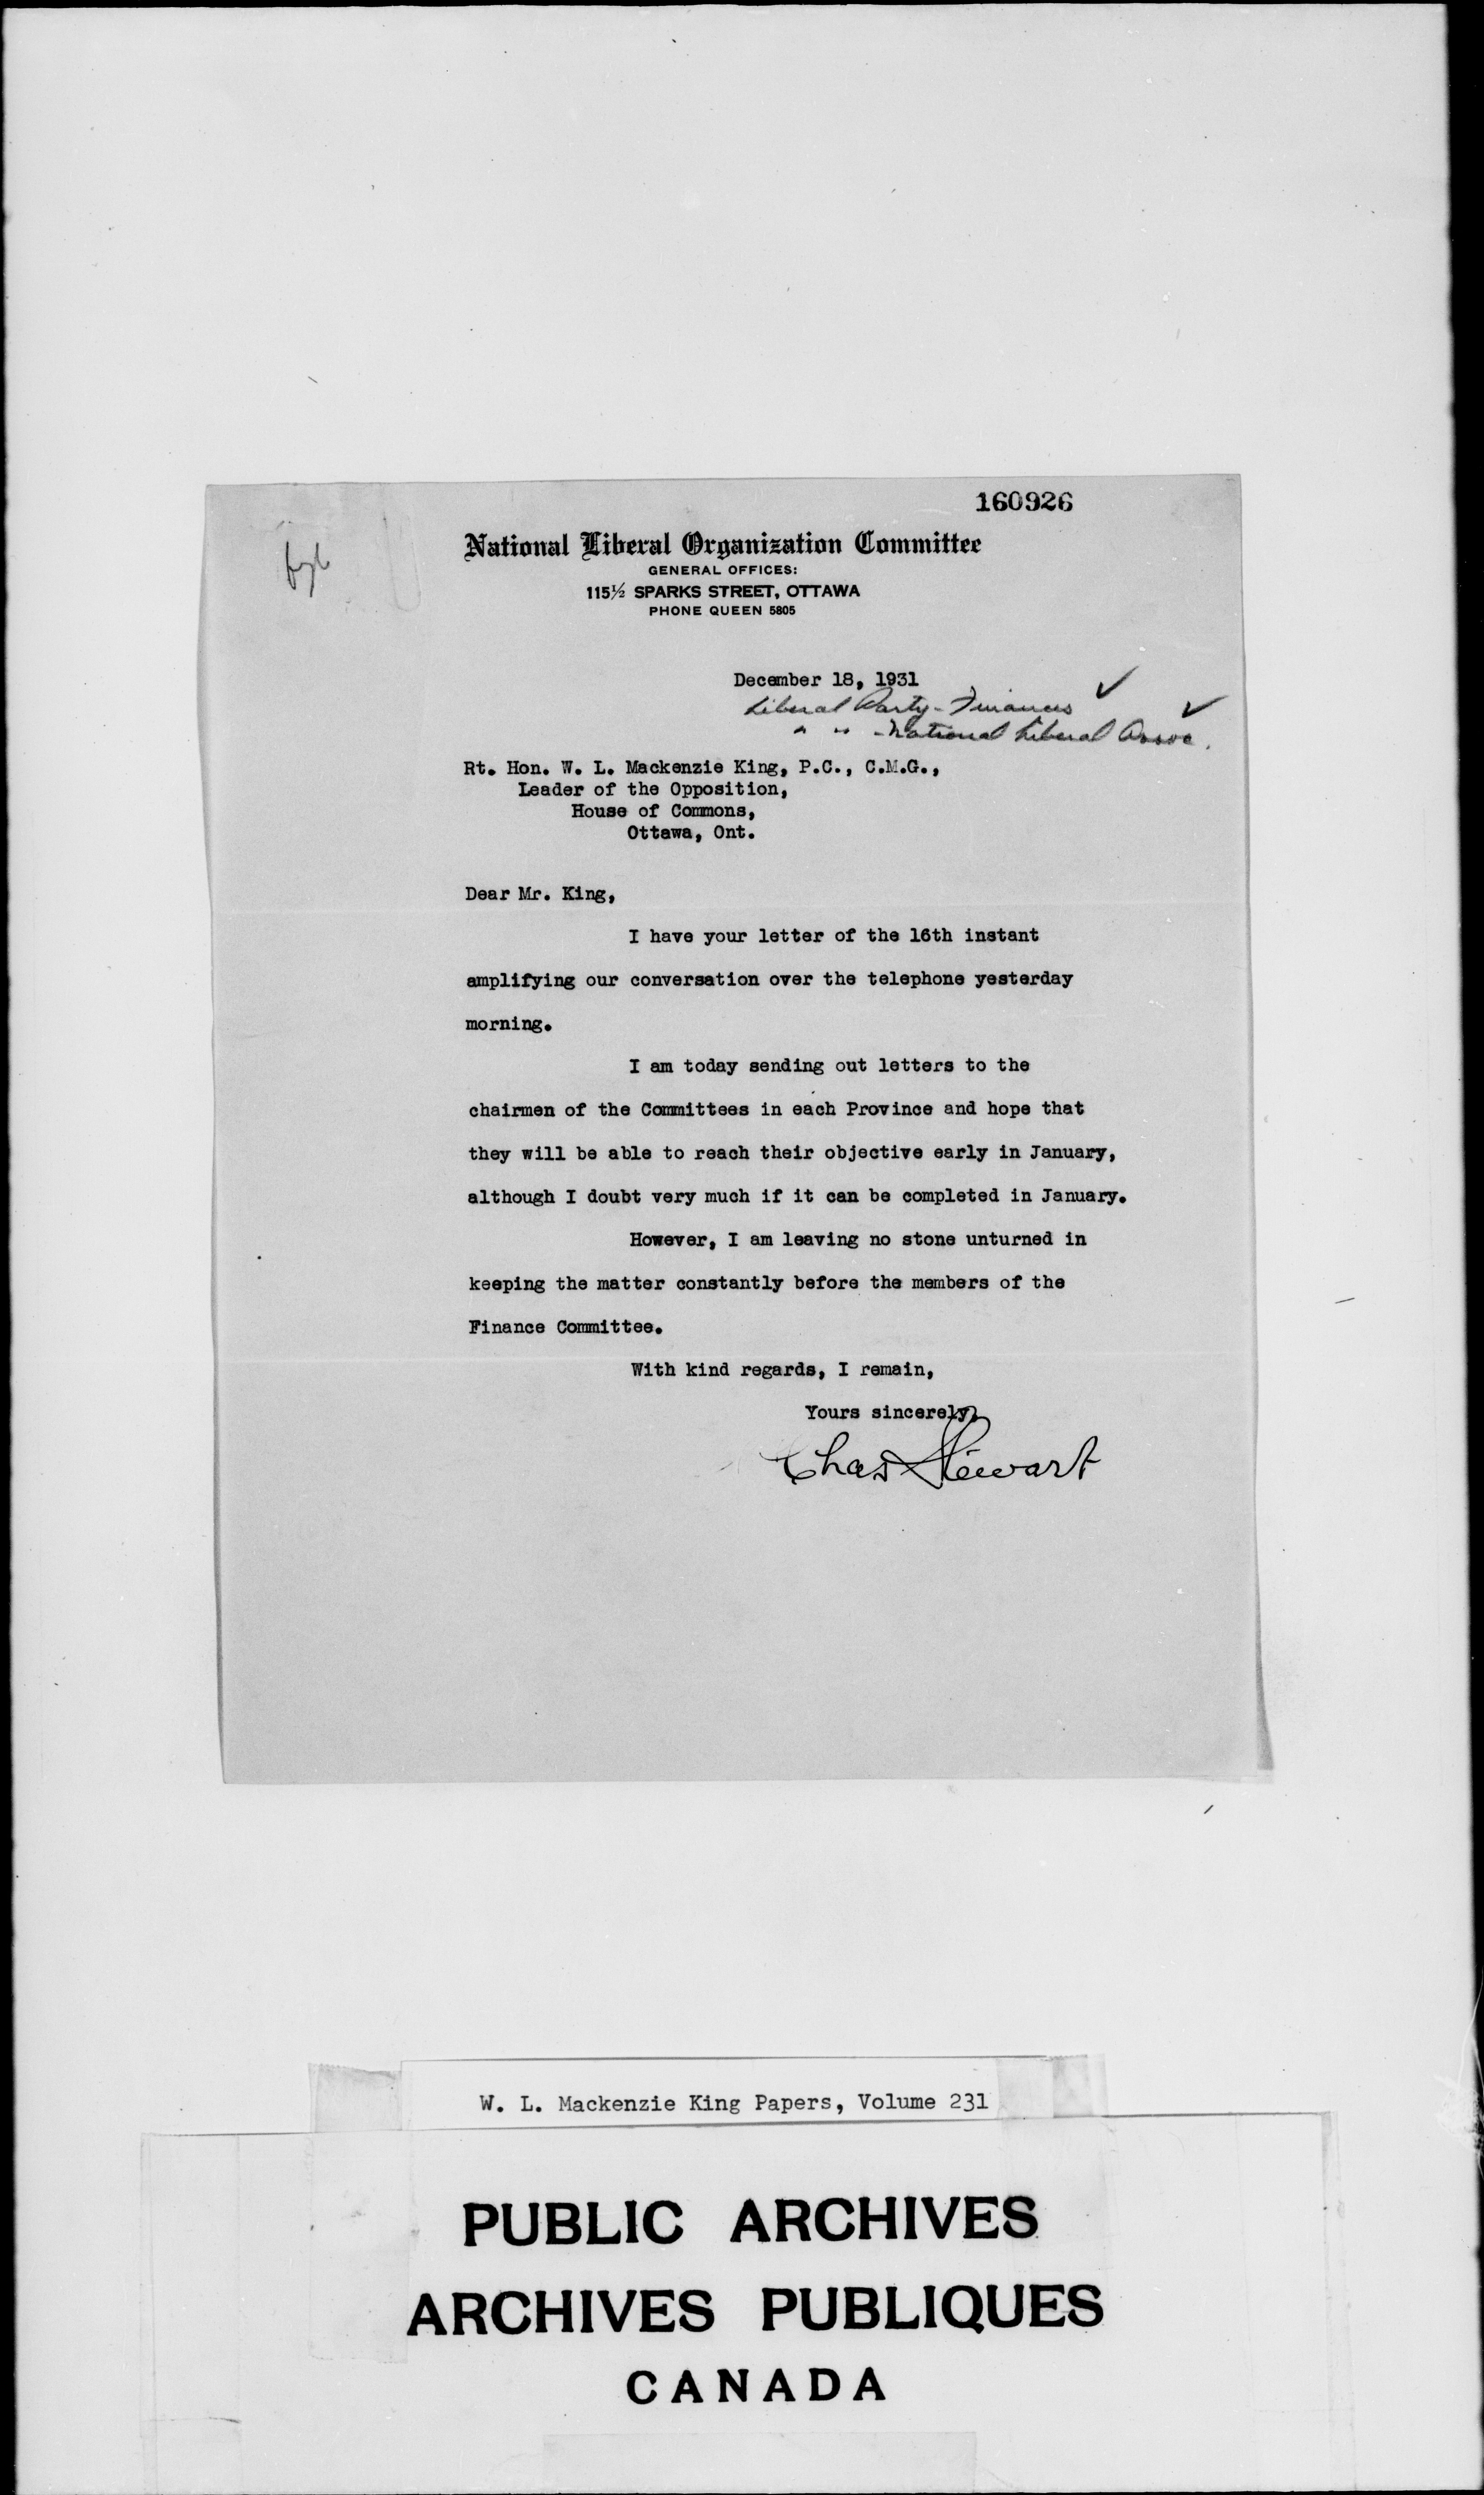 160926
National Liberal Organization Committee
GENERAL OFFICES:
115½ SPARKS STREET, OTTAWA
PHONE QUEEN 5805
December 18, 1931
Liberal Party - Finances ✓
" " - National Liberal Assoc. ✓
Rt. Hon. W. L. Mackenzie King, P.C., C.M.G.,
Leader of the Opposition,
House of Commons,
Ottawa, Ont.
Dear Mr. King,
I have your letter of the 16th instant
amplifying our conversation over the telephone yesterday
morning.
I am today sending out letters to the
chairmen of the Committees in each Province and hope that
they will be able to reach their objective early in January,
although I doubt very much if it can be completed in January.
However, I am leaving no stone unturned in
keeping the matter constantly before the members of the
Finance Committee.
With kind regards, I remain,
Yours sincerely,
Chas Stewart
W. L. Mackenzie King Papers, Volume 231
PUBLIC ARCHIVES
ARCHIVES PUBLIQUES
CANADA